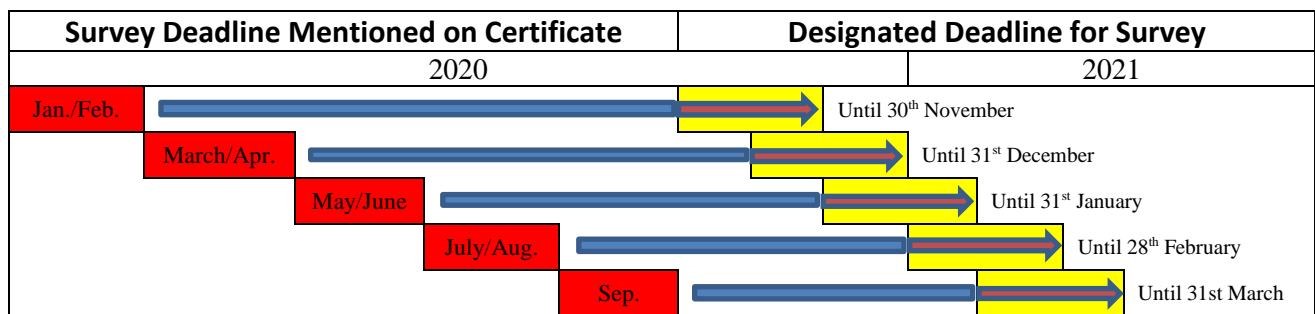 Survey Deadline Mentioned on Certificate Designated Deadline for Survey
2020 2021
Jan./Feb. Until 30th November
March/Apr. Until 31st December
May/June Until 31st January
July/Aug. Until 28th February
Sep. Until 31st March